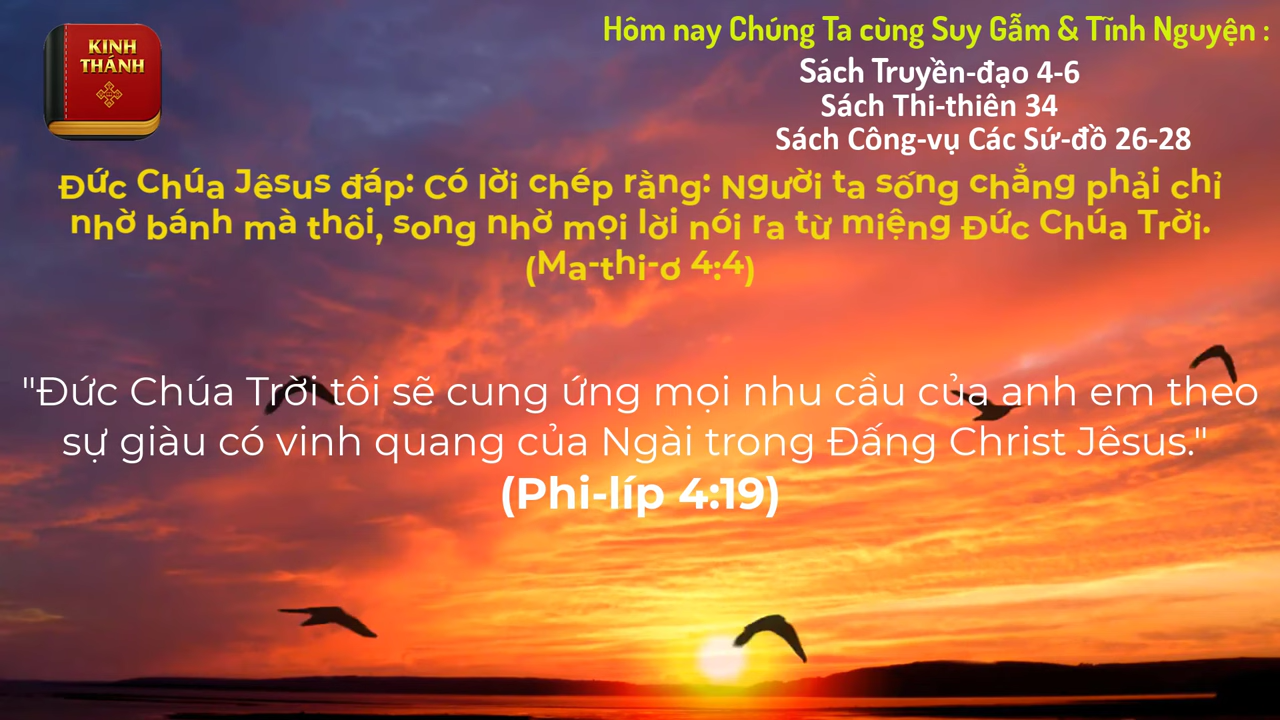 KINH
THÁNH
Hôm nay Chúng Ta cùng Suy Gẫm & Tĩnh Nguyện :
Sách Truyền-đạo 4-6
Sách Thi-thiên 34
Sách Công-vụ Các Sứ-đồ 26-28
Đức Chúa Jêsus đáp: Có lời chép rằng: Người ta sống chẳng phải chỉ
nhờ bánh mà thôi, song nhờ mọi lời nói ra từ miệng Đức Chúa Trời.
(Ma-thi-ơ 4:4)
"Đức Chúa Trời tôi sẽ cung ứng mọi nhu cầu của anh em theo
sự giàu có vinh quang của Ngài trong Đấng Christ Jêsus."
(Phi-líp 4:19)